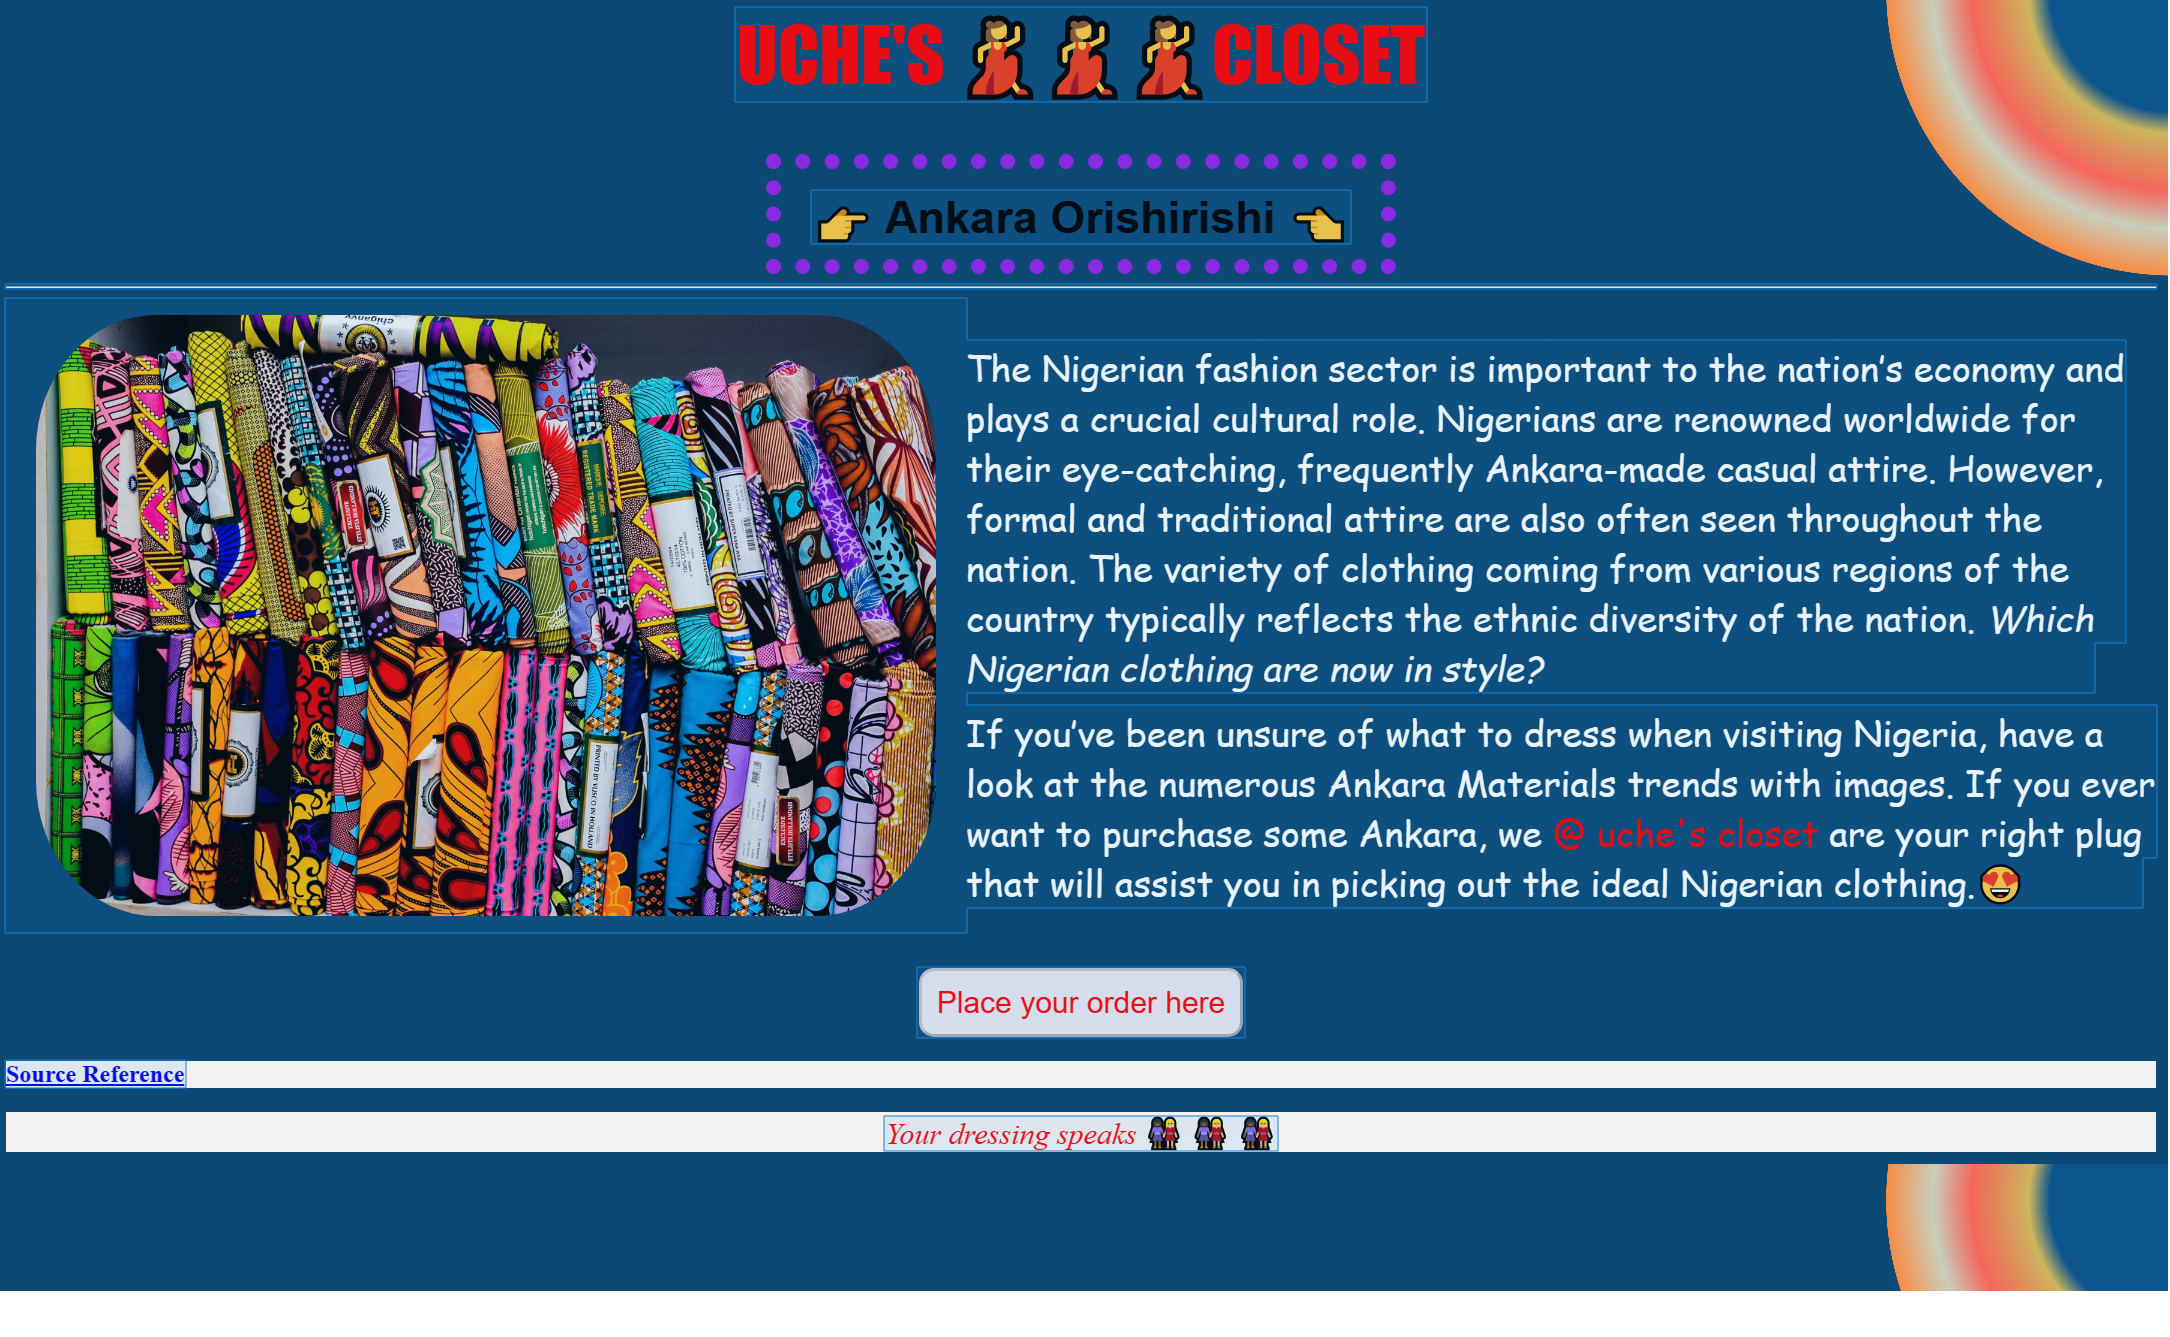 UCHE'S 💃 💃 💃 CLOSET
👉 Ankara Orishirishi 👈
The Nigerian fashion sector is important to the nation’s economy and
plays a crucial cultural role. Nigerians are renowned worldwide for
their eye-catching, frequently Ankara-made casual attire. However,
formal and traditional attire are also often seen throughout the
nation. The variety of clothing coming from various regions of the
country typically reflects the ethnic diversity of the nation. Which
Nigerian clothing are now in style?
If you’ve been unsure of what to dress when visiting Nigeria, have a
look at the numerous Ankara Materials trends with images. If you ever
want to purchase some Ankara, we @ uche's closet are your right plug
that will assist you in picking out the ideal Nigerian clothing.😍
Place your order here
Source Reference
Your dressing speaks 👭 👭 👭